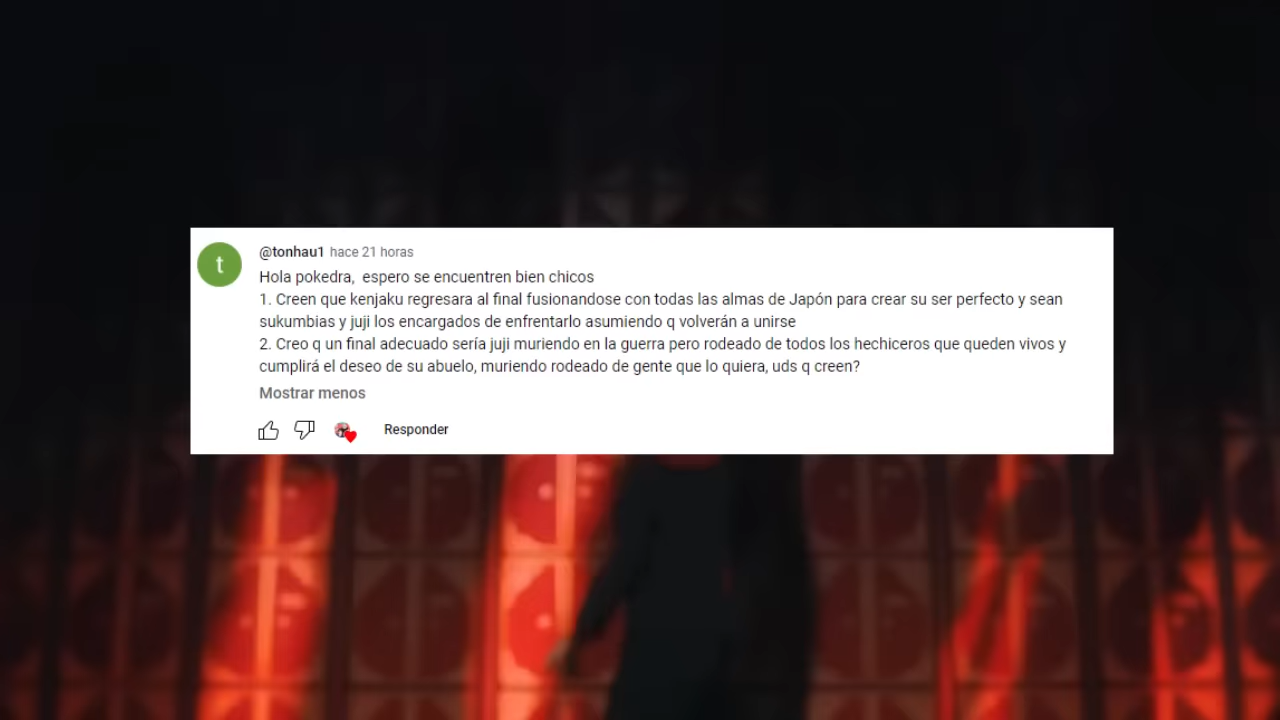 t
@tonhau1 hace 21 horas
Hola pokedra,  espero se encuentren bien chicos
1. Creen que kenjaku regresara al final fusionandose con todas las almas de Japón para crear su ser perfecto y sean
sukumbias y juji los encargados de enfrentarlo asumiendo q volverán a unirse
2. Creo q un final adecuado sería juji muriendo en la guerra pero rodeado de todos los hechiceros que queden vivos y
cumplirá el deseo de su abuelo, muriendo rodeado de gente que lo quiera, uds q creen?
Mostrar menos
Responder